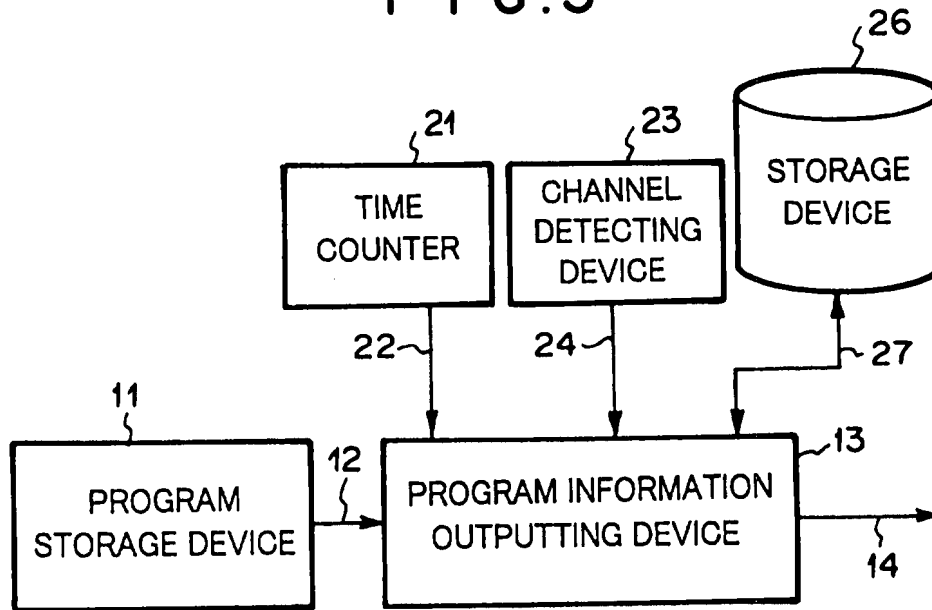 26
21
23
TIME
COUNTER
CHANNEL
DETECTING
DEVICE
STORAGE
DEVICE
22
24
27
11
12
13
PROGRAM
STORAGE DEVICE
PROGRAM INFORMATION
OUTPUTTING DEVICE
14